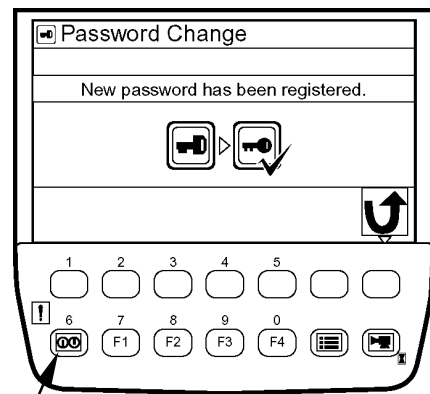 Password Change
New password has been registered.
1 2 3 4 5
!
6 7 8 9 0
F1 F2 F3 F4